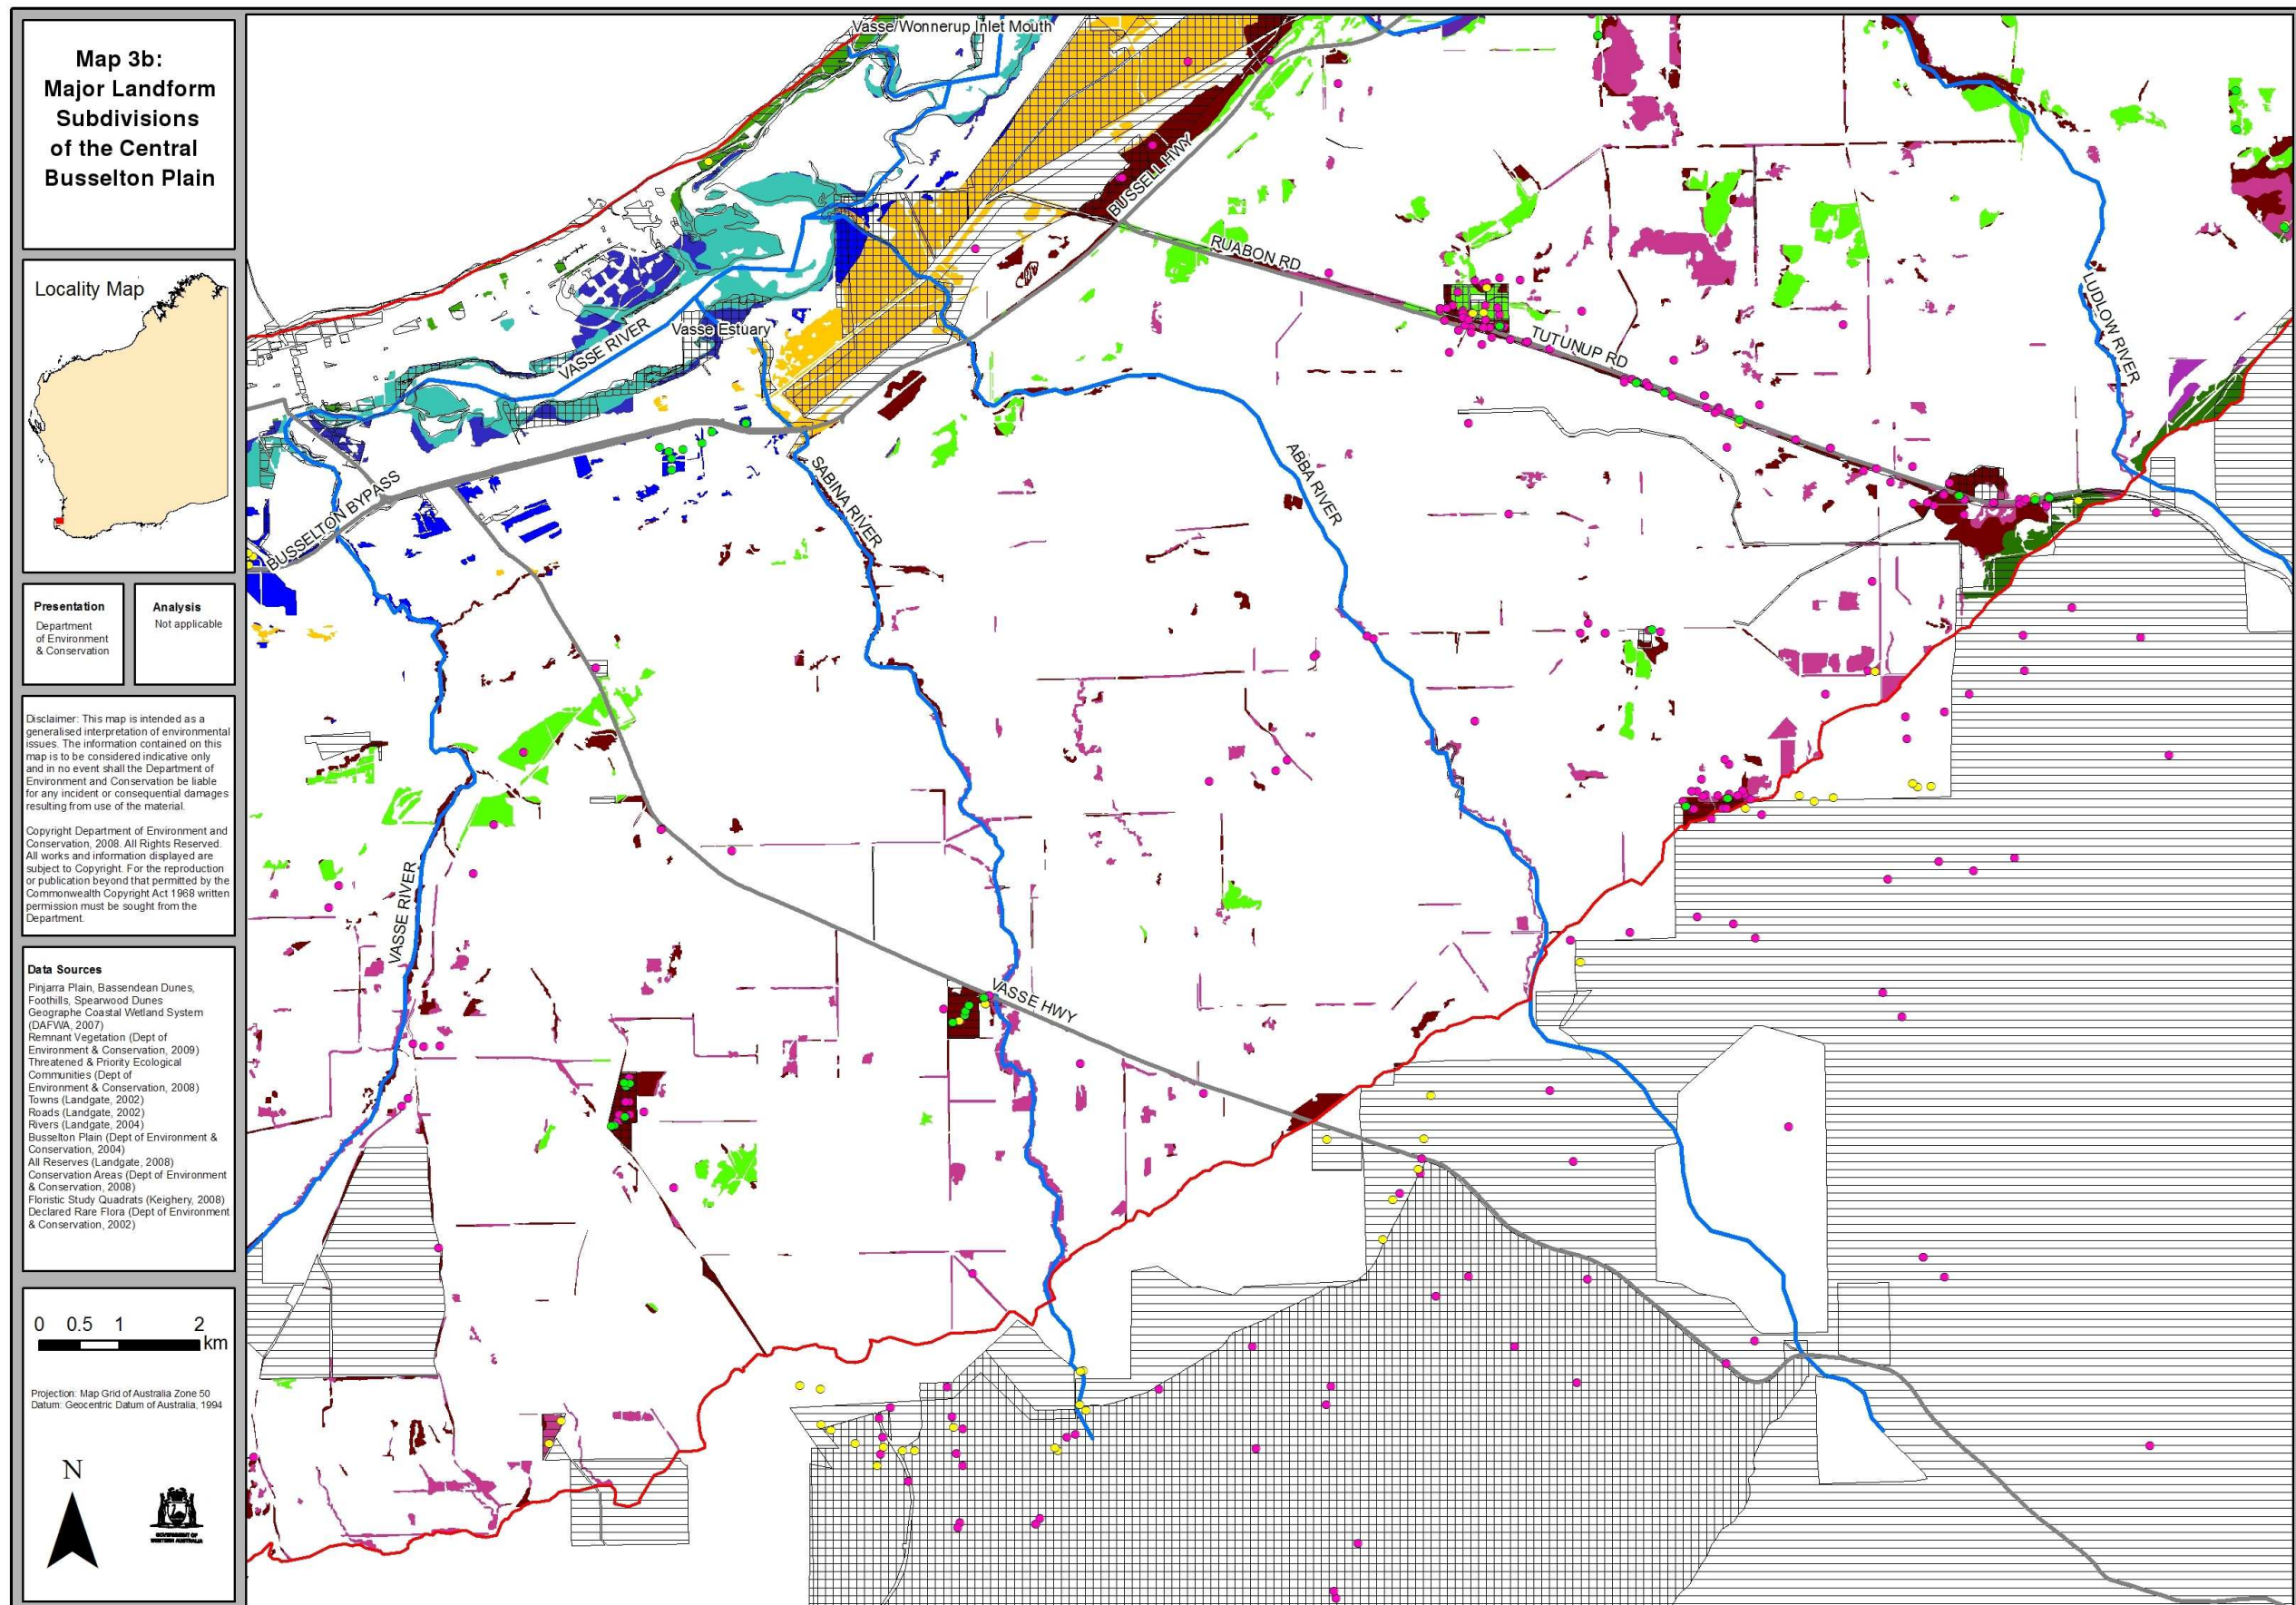 Map 3b:
Major Landform
Subdivisions
of the Central
Busselton Plain
Locality Map
Presentation
Department
of Environment
& Conservation
Analysis
Not applicable
Disclaimer: This map is intended as a
generalised interpretation of environmental
issues. The information contained on this
map is to be considered indicative only
and in no event shall the Department of
Environment and Conservation be liable
for any incident or consequential damages
resulting from use of the material.
Copyright Department of Environment and
Conservation, 2008. All Rights Reserved.
All works and information displayed are
subject to Copyright. For the reproduction
or publication beyond that permitted by the
Commonwealth Copyright Act 1968 written
permission must be sought from the
Department.
Data Sources
Pinjarra Plain, Bassendean Dunes,
Foothills, Spearwood Dunes
Geographe Coastal Wetland System
(DAFWA, 2007)
Remnant Vegetation (Dept of
Environment & Conservation, 2009)
Threatened & Priority Ecological
Communities (Dept of
Environment & Conservation, 2008)
Towns (Landgate, 2002)
Roads (Landgate, 2002)
Rivers (Landgate, 2004)
Busselton Plain (Dept of Environment &
Conservation, 2004)
All Reserves (Landgate, 2008)
Conservation Areas (Dept of Environment
& Conservation, 2008)
Floristic Study Quadrats (Keighery, 2008)
Declared Rare Flora (Dept of Environment
& Conservation, 2002)
0 0.5 1 2
km
Projection: Map Grid of Australia Zone 50
Datum: Geocentric Datum of Australia, 1994
N
GOVERNMENT OF
WESTERN AUSTRALIA
Vasse/Wonnerup Inlet Mouth
BUSSELL HWY
RUABON RD
TUTUNUP RD
LUDLOW RIVER
VASSE RIVER
Vasse Estuary
BUSSELTON BYPASS
SABINA RIVER
ABBA RIVER
VASSE RIVER
VASSE HWY